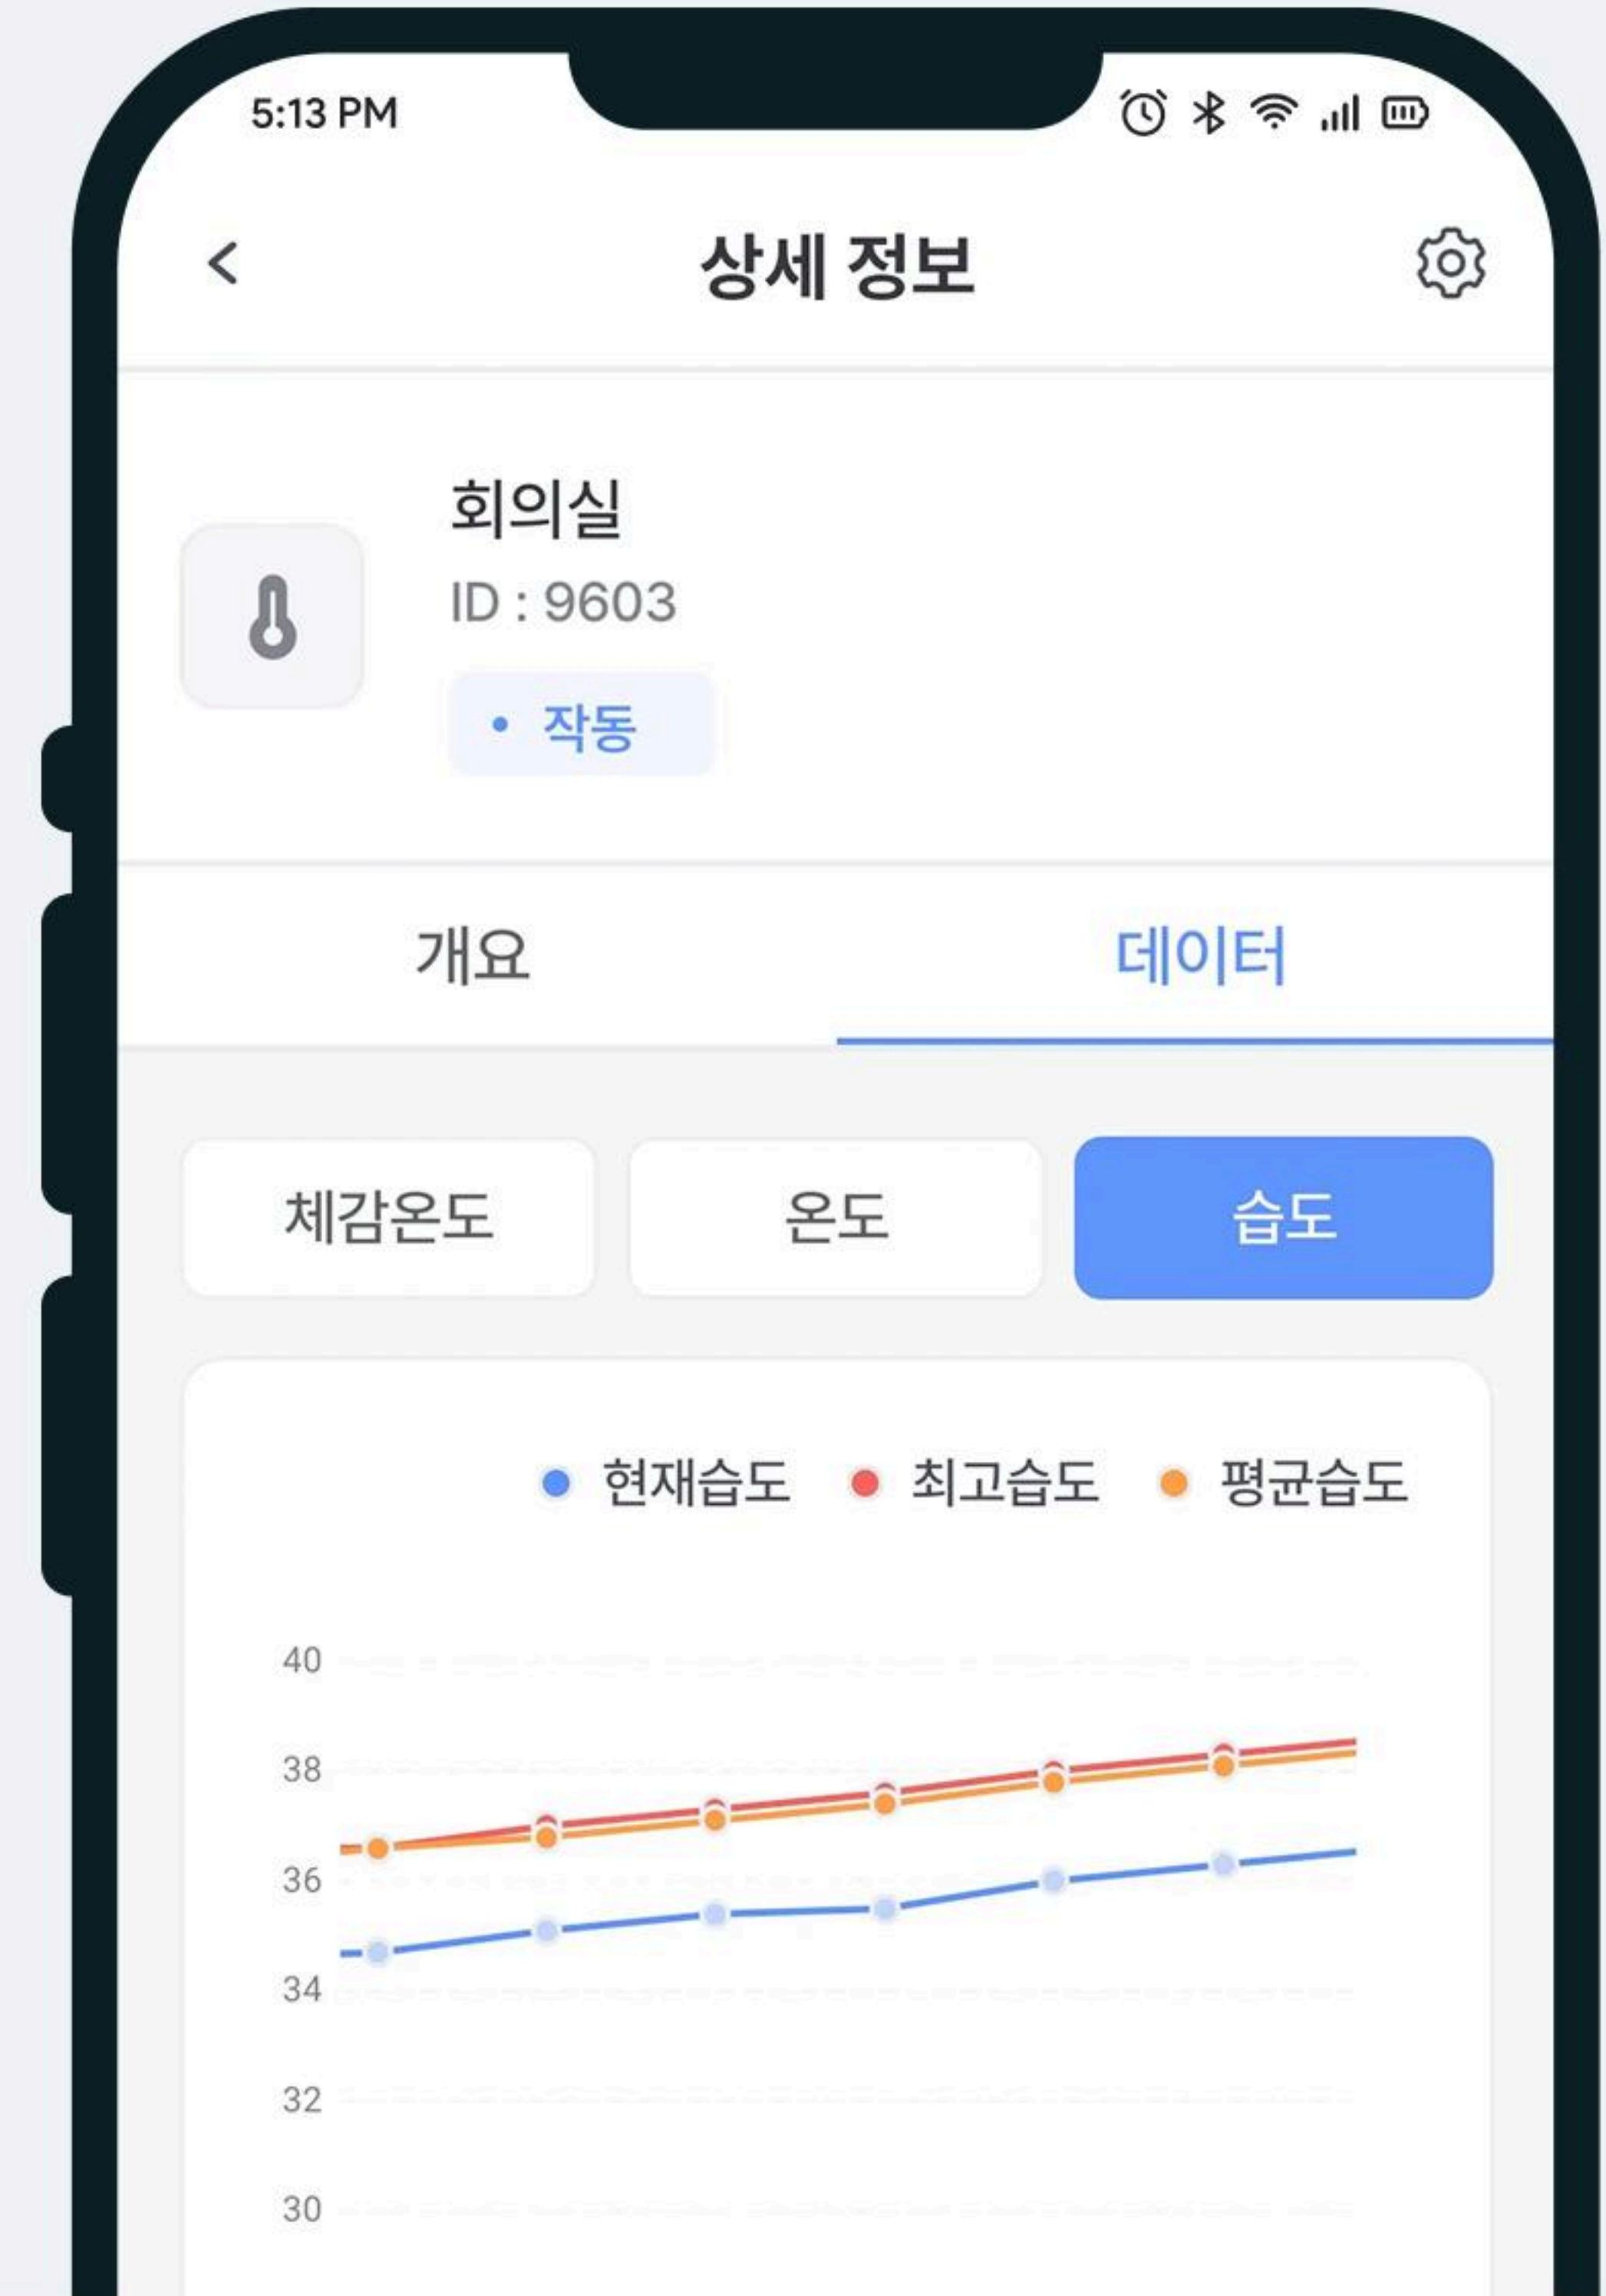 5:13 PM
상세 정보
회의실
ID : 9603
• 작동
개요 데이터
체감온도 온도 습도
현재습도 최고습도 평균습도
40
38
36
34
32
30